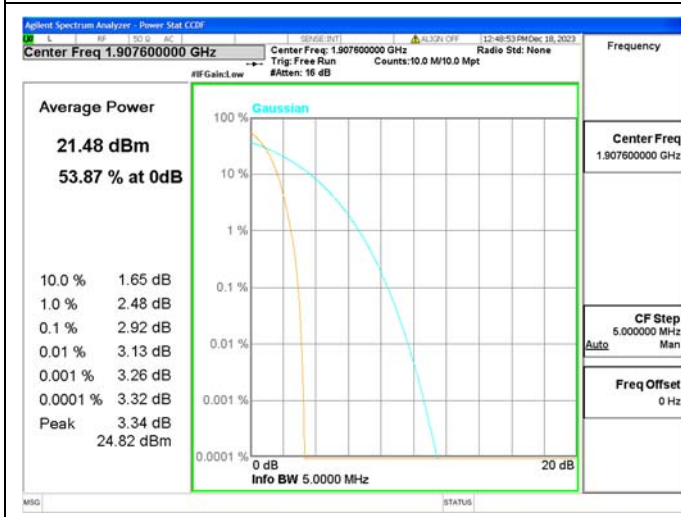 Agilent Spectrum Analyzer - Power Stat CCDF
L RF 50 Ω AC SENSE:INT ALIGN OFF 12:48:53 PM Dec 18, 2023
Center Freq 1.907600000 GHz
Center Freq: 1.907600000 GHz Radio Std: None
Trig: Free Run Counts:10.0 M/10.0 Mpt
#IFGain:Low #Atten: 16 dB
Frequency
Average Power
21.48 dBm
53.87 % at 0dB
10.0 % 1.65 dB
1.0 % 2.48 dB
0.1 % 2.92 dB
0.01 % 3.13 dB
0.001 % 3.26 dB
0.0001 % 3.32 dB
Peak 3.34 dB
24.82 dBm
Gaussian
100 %
10 %
1 %
0.1 %
0.01 %
0.001 %
0.0001 %
0 dB 20 dB
Info BW 5.0000 MHz
Center Freq
1.907600000 GHz
CF Step
5.000000 MHz
Auto Man
Freq Offset
0 Hz
MSG STATUS